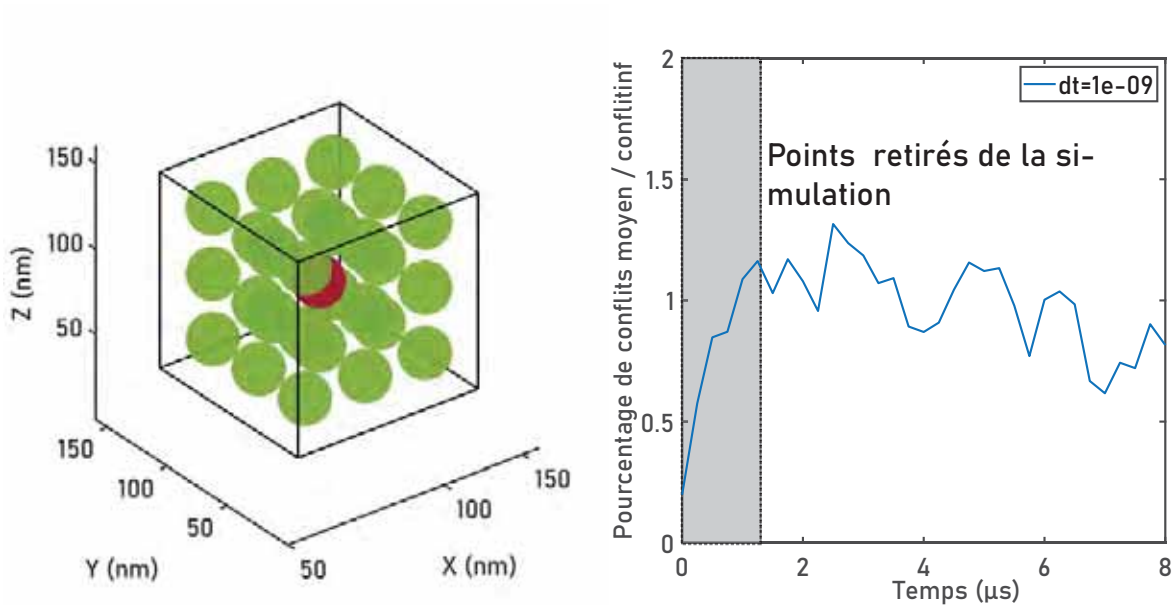 150
100
50
Z (nm)
150
100
50
Y (nm)
50
100
150
X (nm)
2
1.5
1
0.5
0
Pourcentage de conflits moyen / conflitinf
dt=1e-09
Points retirés de la si-
mulation
0
2
4
6
8
Temps (µs)